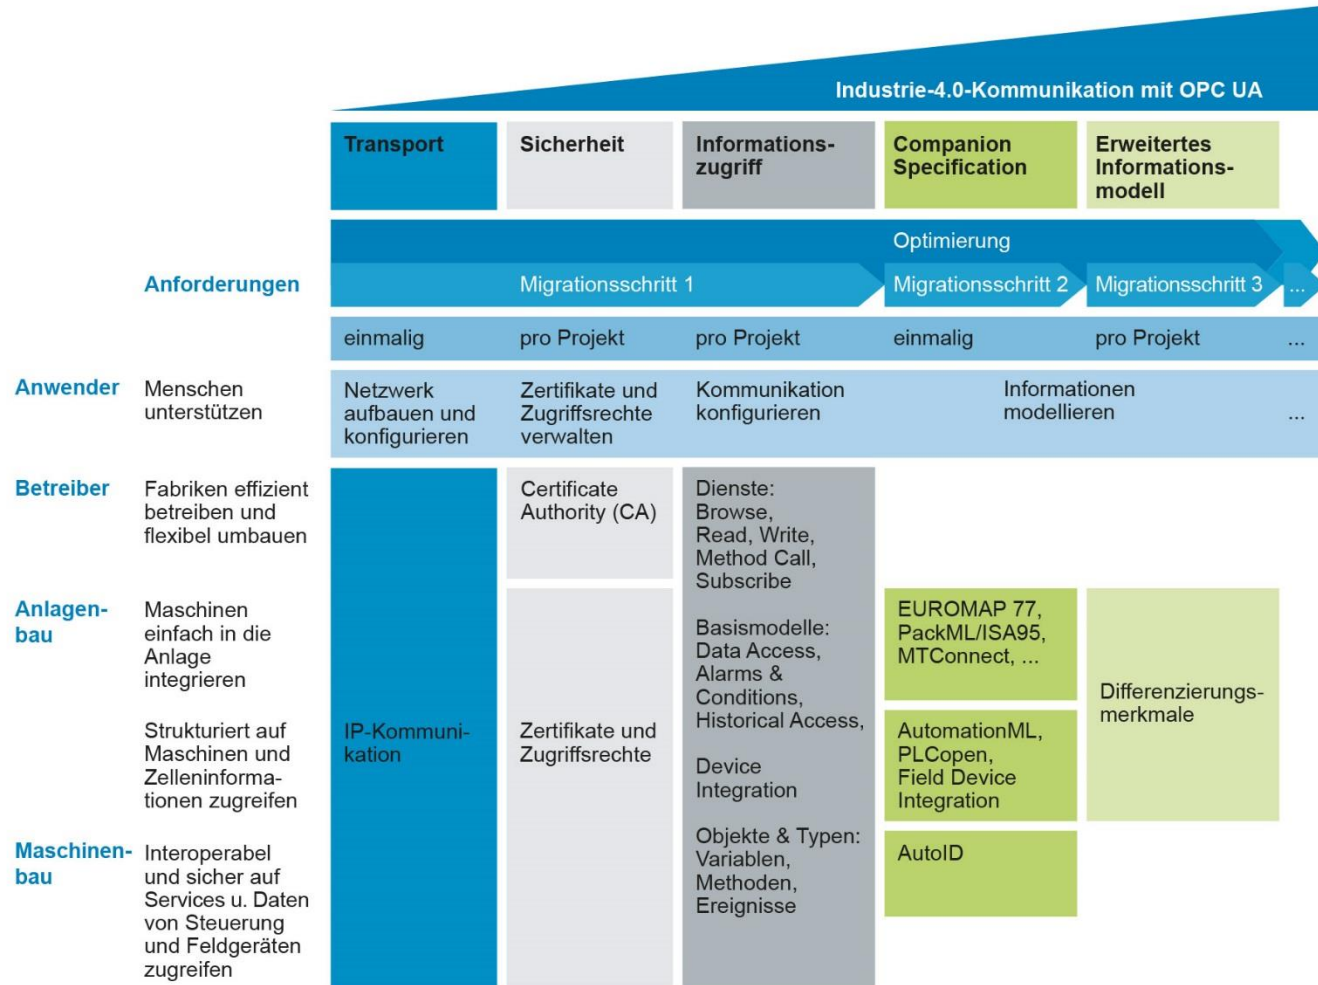 Industrie-4.0-Kommunikation mit OPC UA
Transport
Sicherheit
Informations-
zugriff
Companion
Specification
Erweitertes
Informations-
modell
Optimierung
Anforderungen
Migrationsschritt 1
Migrationsschritt 2
Migrationsschritt 3
...
einmalig
pro Projekt
pro Projekt
einmalig
pro Projekt
...
Anwender
Menschen
unterstützen
Netzwerk
aufbauen und
konfigurieren
Zertifikate und
Zugriffsrechte
verwalten
Kommunikation
konfigurieren
Informationen
modellieren
...
Betreiber
Fabriken effizient
betreiben und
flexibel umbauen
Certificate
Authority (CA)
Dienste:
Browse,
Read, Write,
Method Call,
Subscribe
Anlagen-
bau
Maschinen
einfach in die
Anlage
integrieren
Basismodelle:
Data Access,
Alarms &
Conditions,
Historical Access,
EUROMAP 77,
PackML/ISA95,
MTConnect, ...
Differenzierungs-
merkmale
Strukturiert auf
Maschinen und
Zelleninforma-
tionen zugreifen
IP-Kommuni-
kation
Zertifikate und
Zugriffsrechte
Device
Integration
AutomationML,
PLCopen,
Field Device
Integration
Maschinen-
bau
Interoperabel
und sicher auf
Services u. Daten
von Steuerung
und Feldgeräten
zugreifen
Objekte & Typen:
Variablen,
Methoden,
Ereignisse
AutoID